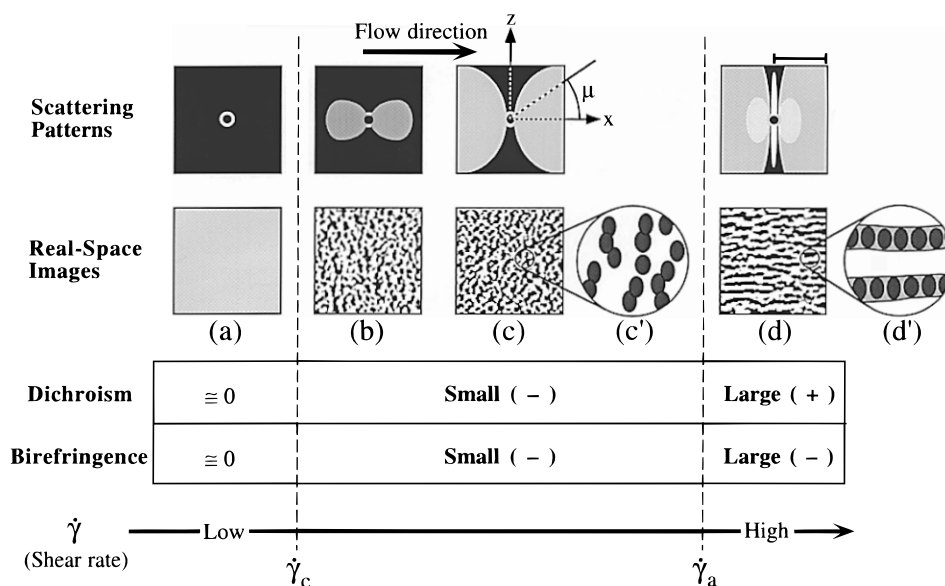 Flow direction
z
μ
x
Scattering
Patterns
Real-Space
Images
(a)
(b)
(c)
(c')
(d)
(d')
Dichroism
≅ 0
Small ( − )
Large ( + )
Birefringence
≅ 0
Small ( − )
Large ( − )
γ̇
(Shear rate)
Low
High
γ̇c
γ̇a